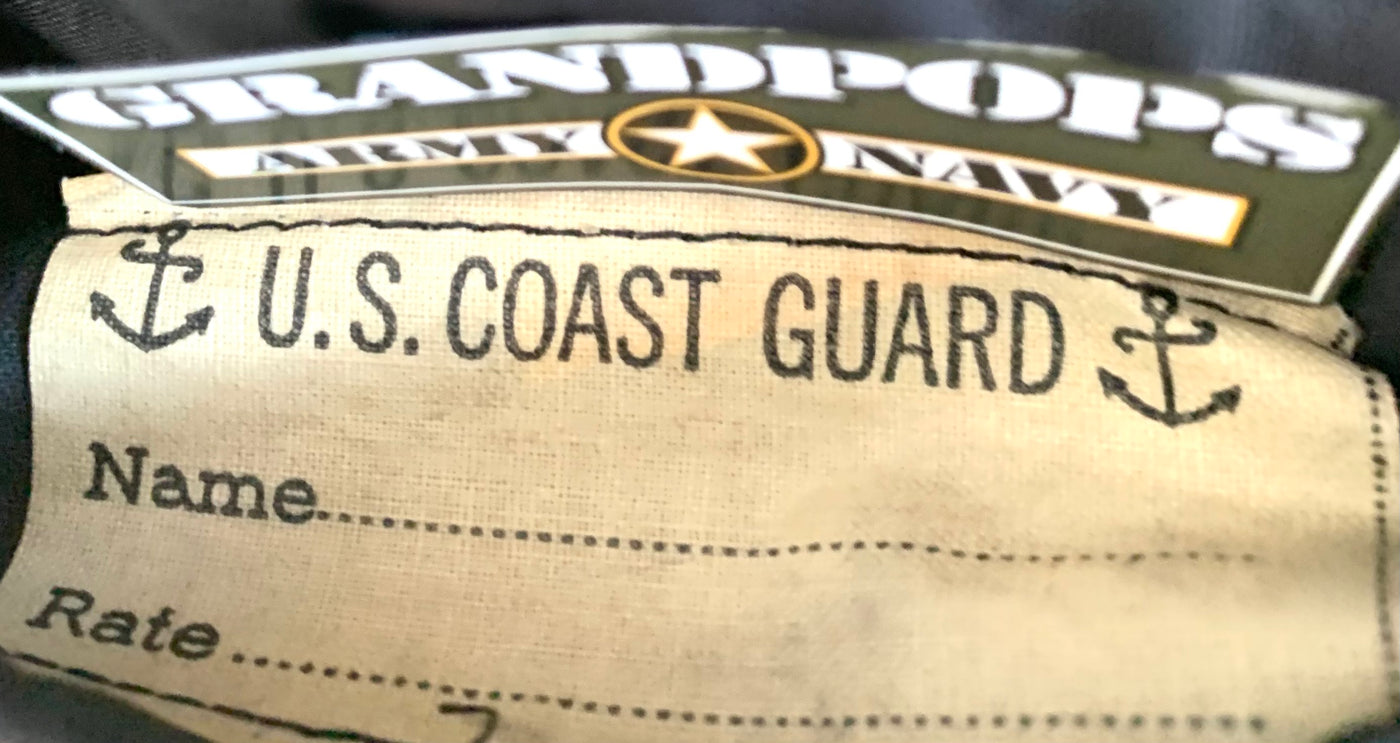 GRANDPOPS
ARMY NAVY
U.S. COAST GUARD
Name
Rate